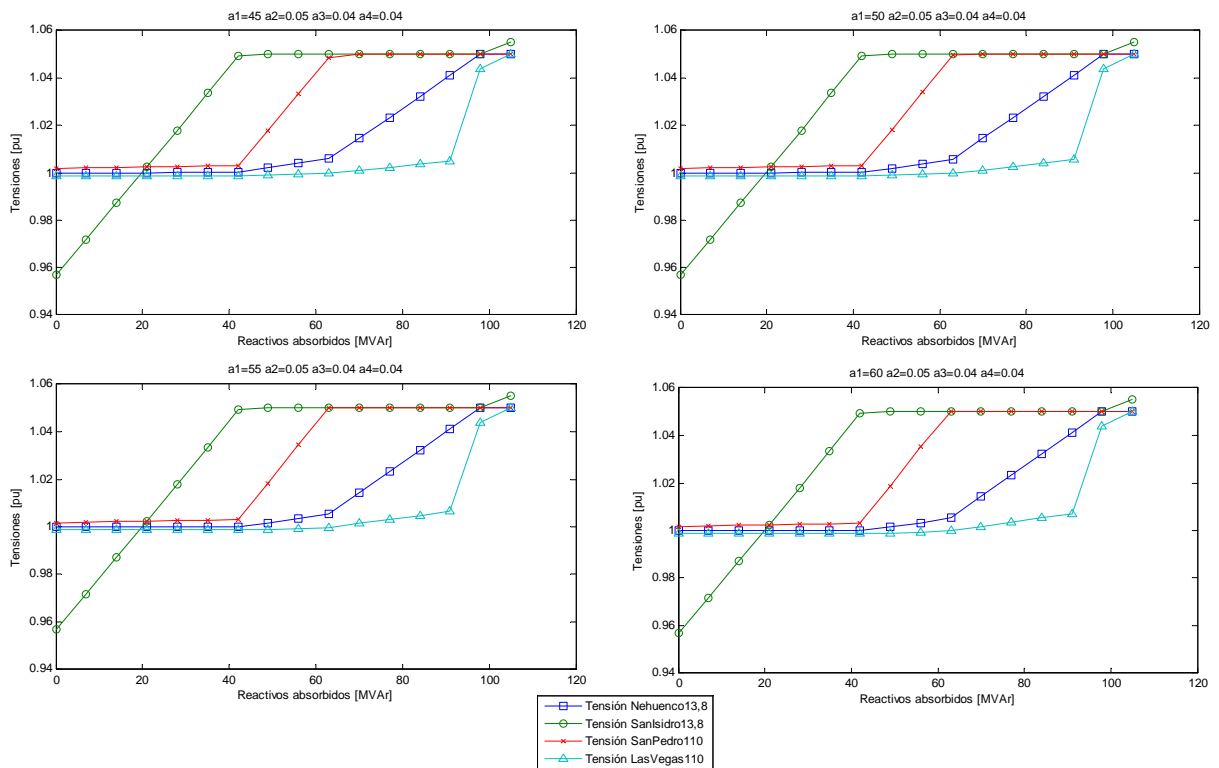 a1=45 a2=0.05 a3=0.04 a4=0.04
1.06
1.04
1.02
1
0.98
0.96
0.94
Tensiones [pu]
0 20 40 60 80 100 120
Reactivos absorbidos [MVAr]
a1=50 a2=0.05 a3=0.04 a4=0.04
1.06
1.04
1.02
1
0.98
0.96
0.94
Tensiones [pu]
0 20 40 60 80 100 120
Reactivos absorbidos [MVAr]
a1=55 a2=0.05 a3=0.04 a4=0.04
1.06
1.04
1.02
1
0.98
0.96
0.94
Tensiones [pu]
0 20 40 60 80 100 120
Reactivos absorbidos [MVAr]
a1=60 a2=0.05 a3=0.04 a4=0.04
1.06
1.04
1.02
1
0.98
0.96
0.94
Tensiones [pu]
0 20 40 60 80 100 120
Reactivos absorbidos [MVAr]
Tensión Nehuenco13,8
Tensión SanIsidro13,8
Tensión SanPedro110
Tensión LasVegas110